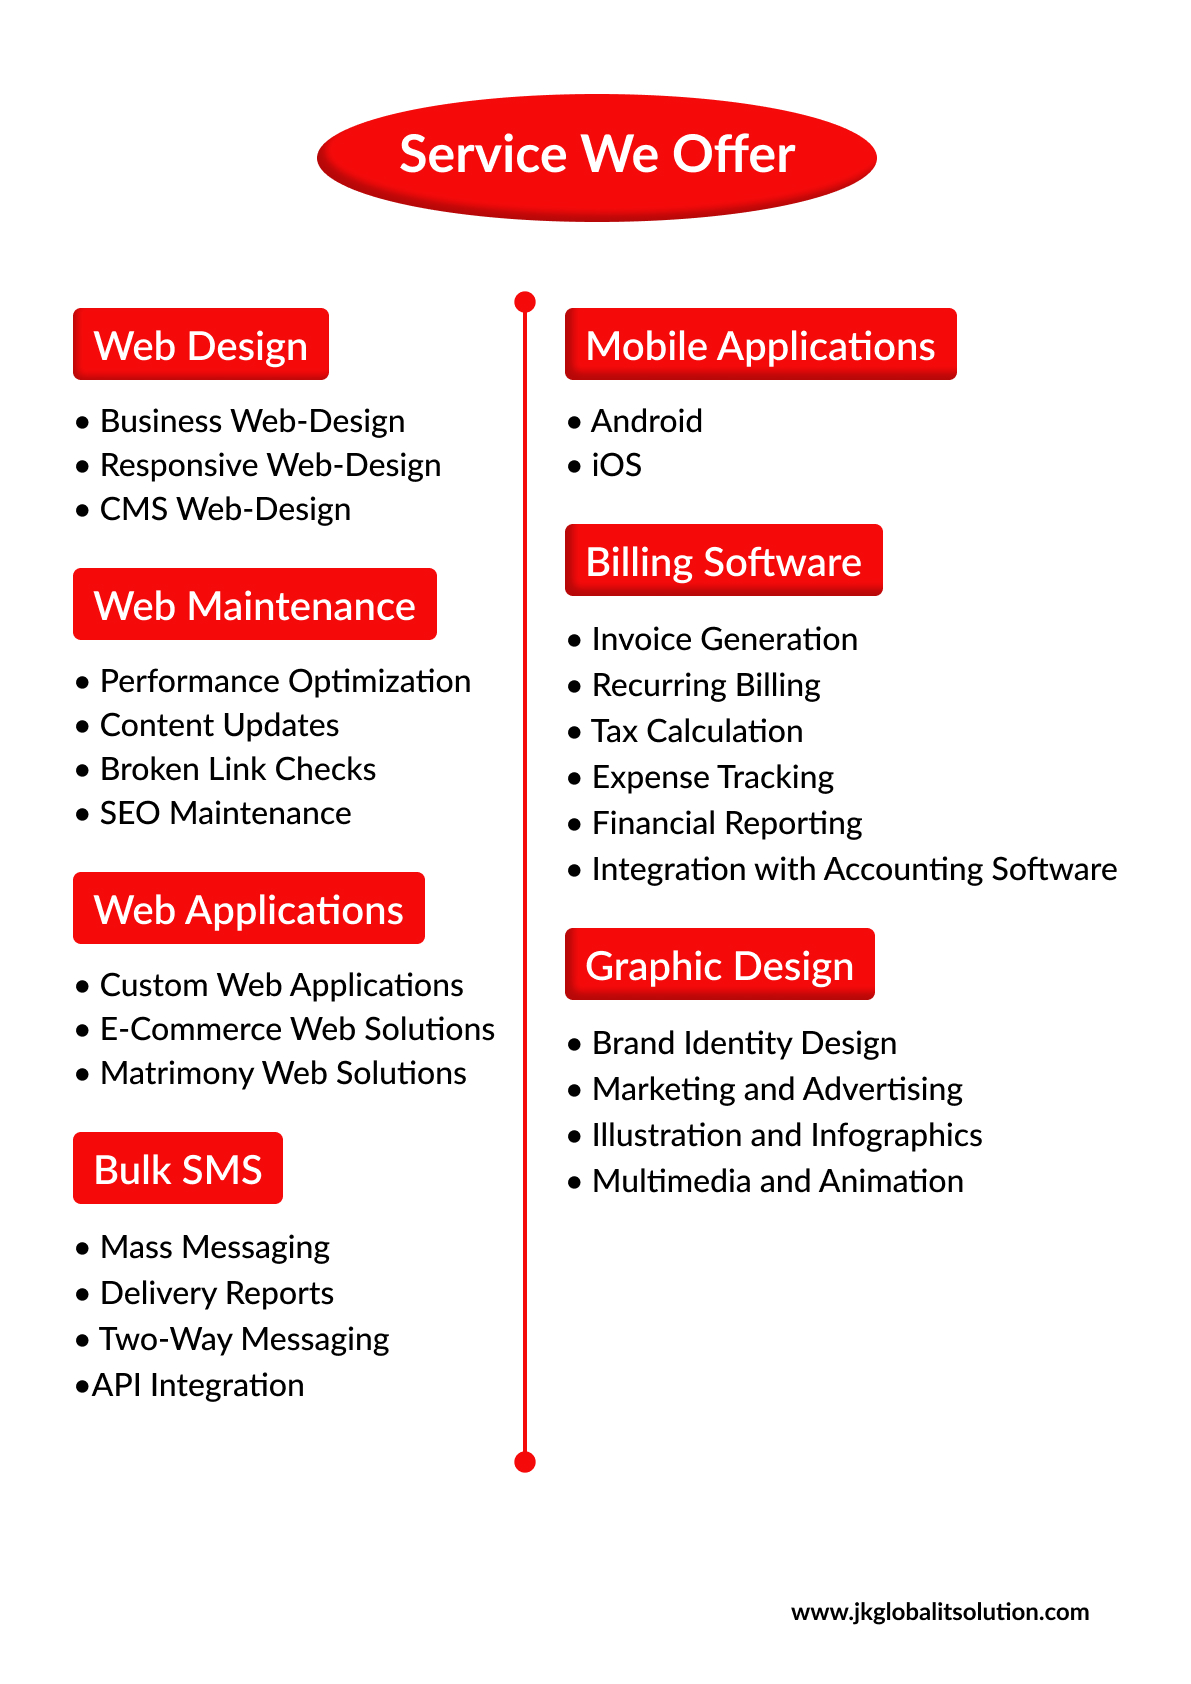 Service We Offer
Web Design
• Business Web-Design
• Responsive Web-Design
• CMS Web-Design
Web Maintenance
• Performance Optimization
• Content Updates
• Broken Link Checks
• SEO Maintenance
Web Applications
• Custom Web Applications
• E-Commerce Web Solutions
• Matrimony Web Solutions
Bulk SMS
• Mass Messaging
• Delivery Reports
• Two-Way Messaging
•API Integration
Mobile Applications
• Android
• iOS
Billing Software
• Invoice Generation
• Recurring Billing
• Tax Calculation
• Expense Tracking
• Financial Reporting
• Integration with Accounting Software
Graphic Design
• Brand Identity Design
• Marketing and Advertising
• Illustration and Infographics
• Multimedia and Animation
www.jkglobalitsolution.com